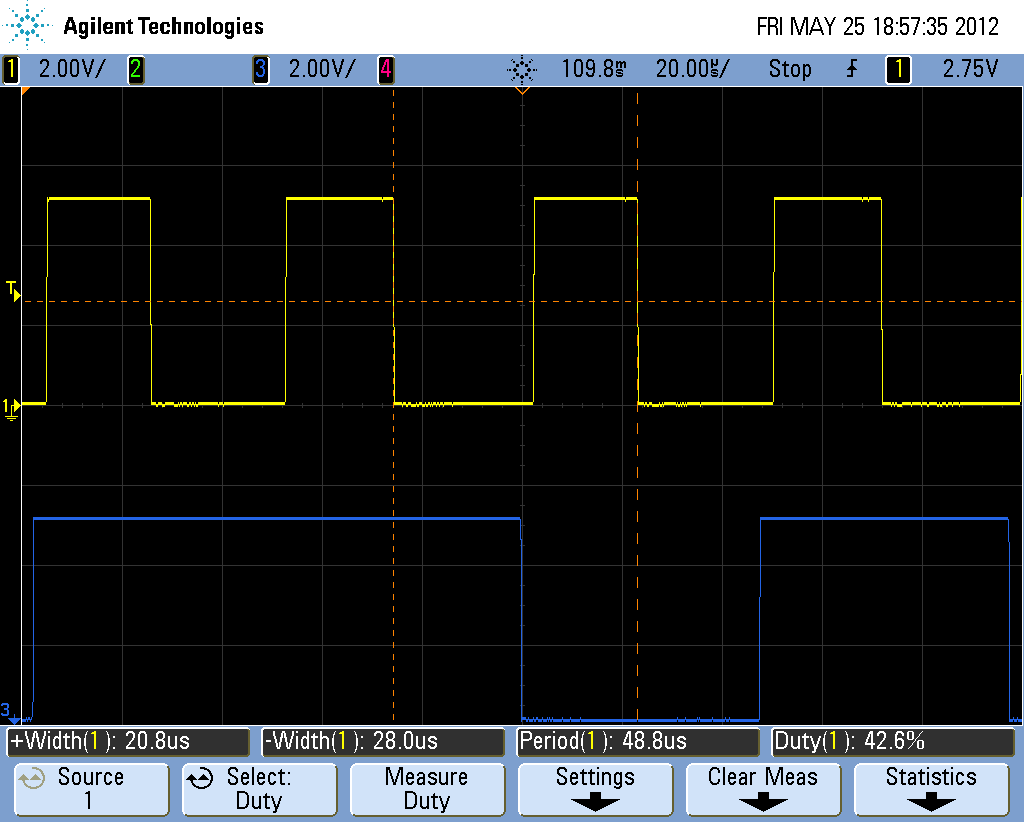 Agilent Technologies FRI MAY 25 18:57:35 2012
1 2.00V/ 2 3 2.00V/ 4 109.8ms 20.00us/ Stop 1 2.75V
T
1
3
+Width(1): 20.8us -Width(1): 28.0us Period(1): 48.8us Duty(1): 42.6%
Source Select: Measure Settings Clear Meas Statistics
1 Duty Duty